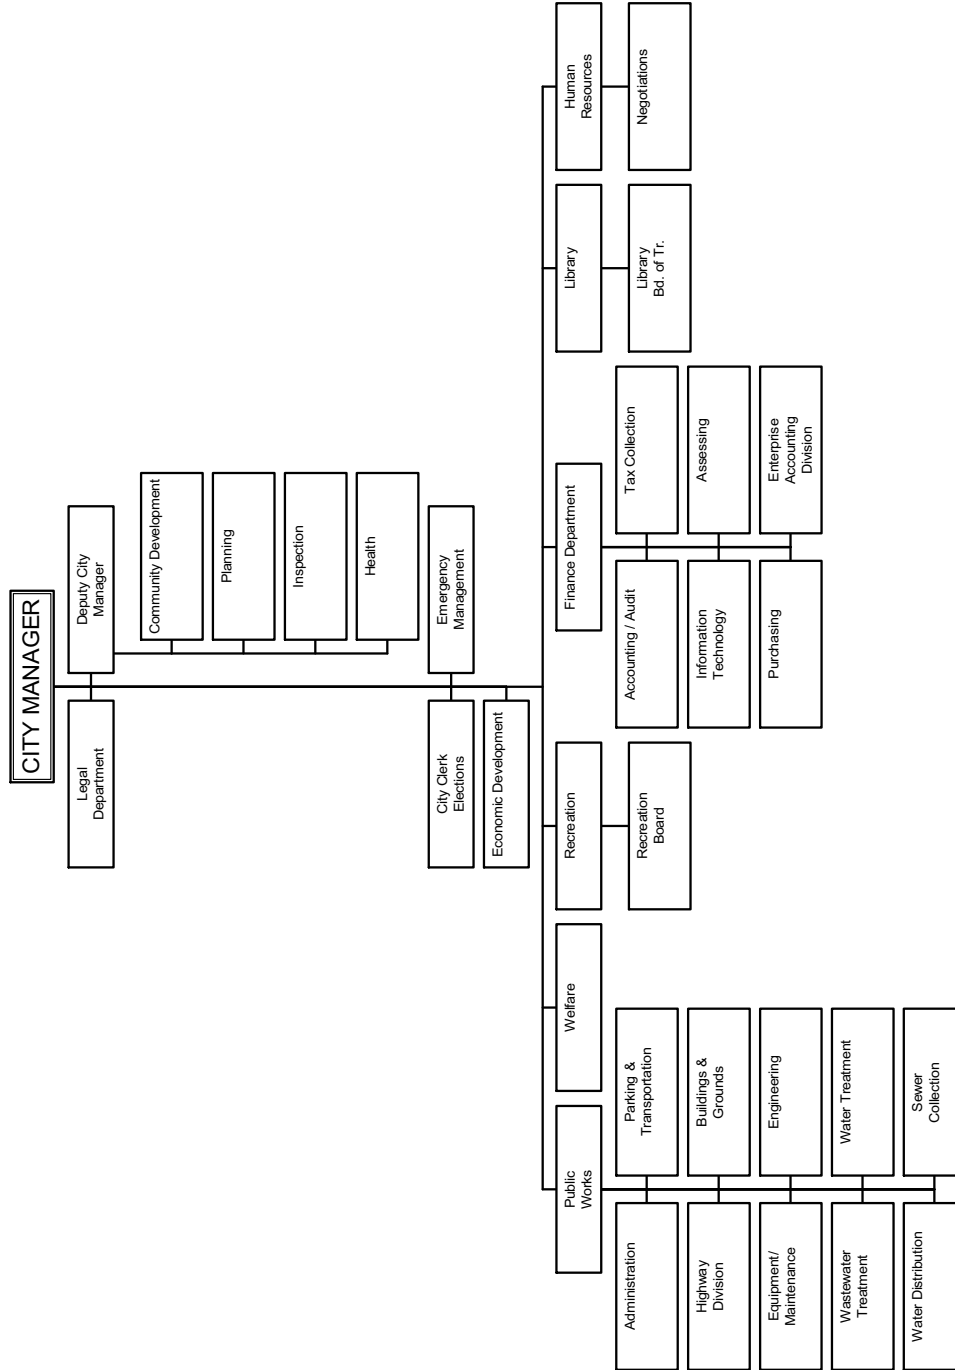 CITY MANAGER
Legal
Department
Deputy City
Manager
Community Development
Planning
Inspection
Health
City Clerk
Elections
Emergency
Management
Economic Development
Public
Works
Welfare
Recreation
Finance Department
Library
Human
Resources
Administration
Parking &
Transportation
Highway
Division
Buildings &
Grounds
Equipment/
Maintenance
Engineering
Wastewater
Treatment
Water Treatment
Water Distribution
Sewer
Collection
Recreation
Board
Accounting / Audit
Tax Collection
Information
Technology
Assessing
Purchasing
Enterprise
Accounting
Division
Library
Bd. of Tr.
Negotiations